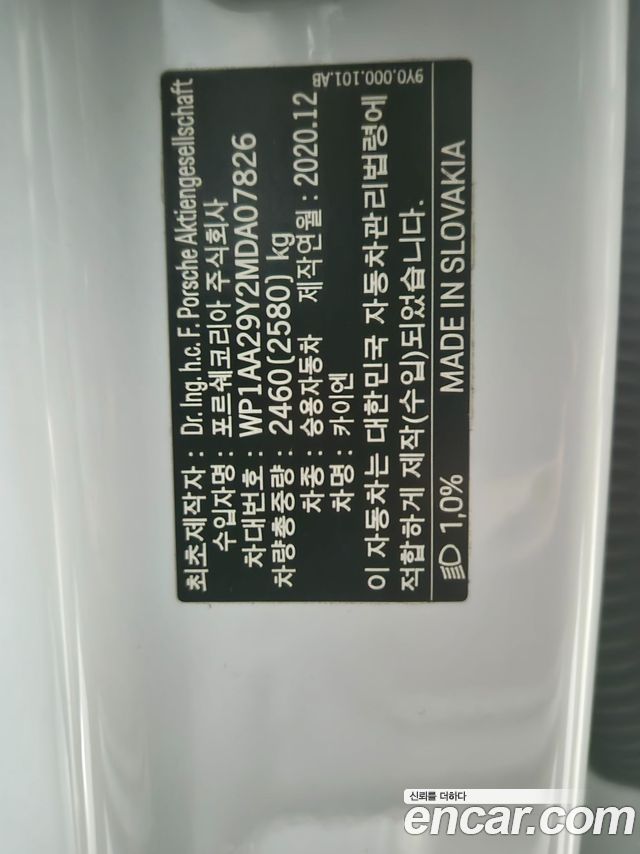 9Y0.000.101.AB
최초제작자 : Dr. Ing. h.c. F. Porsche Aktiengesellschaft
수입자명 : 포르쉐코리아 주식회사
차대번호 : WP1AA29Y2MDA07826
차량총중량 : 2460(2580) kg
차종 : 승용자동차 제작연월 : 2020.12
차명 : 카이엔
이 자동차는 대한민국 자동차관리법령에
적합하게 제작(수입)되었습니다.
1,0% MADE IN SLOVAKIA
신뢰를 더하다
encar.com